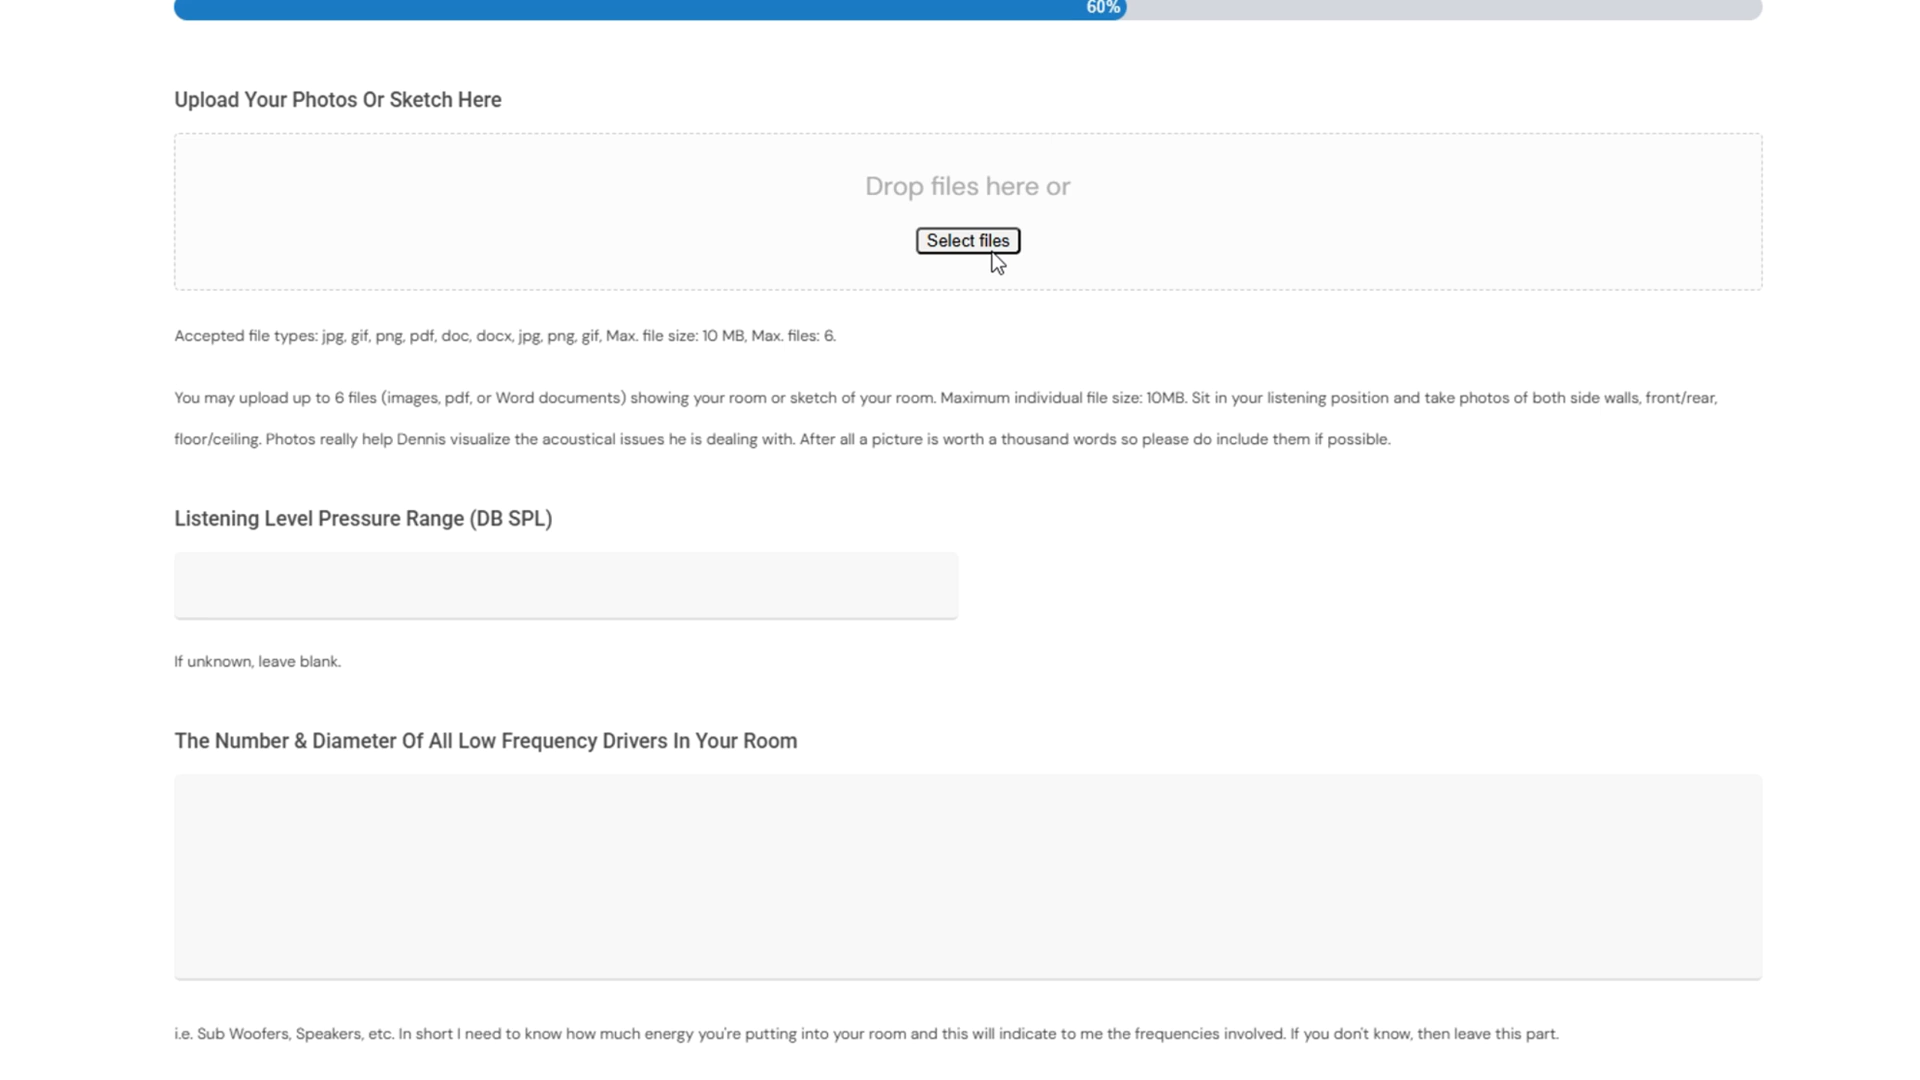 60%
Upload Your Photos Or Sketch Here
Drop files here or
Select files
Accepted file types: jpg, gif, png, pdf, doc, docx, jpg, png, gif, Max. file size: 10 MB, Max. files: 6.
You may upload up to 6 files (images, pdf, or Word documents) showing your room or sketch of your room. Maximum individual file size: 10MB. Sit in your listening position and take photos of both side walls, front/rear,
floor/ceiling. Photos really help Dennis visualize the acoustical issues he is dealing with. After all a picture is worth a thousand words so please do include them if possible.
Listening Level Pressure Range (DB SPL)
If unknown, leave blank.
The Number & Diameter Of All Low Frequency Drivers In Your Room
i.e. Sub Woofers, Speakers, etc. In short I need to know how much energy you're putting into your room and this will indicate to me the frequencies involved. If you don't know, then leave this part.